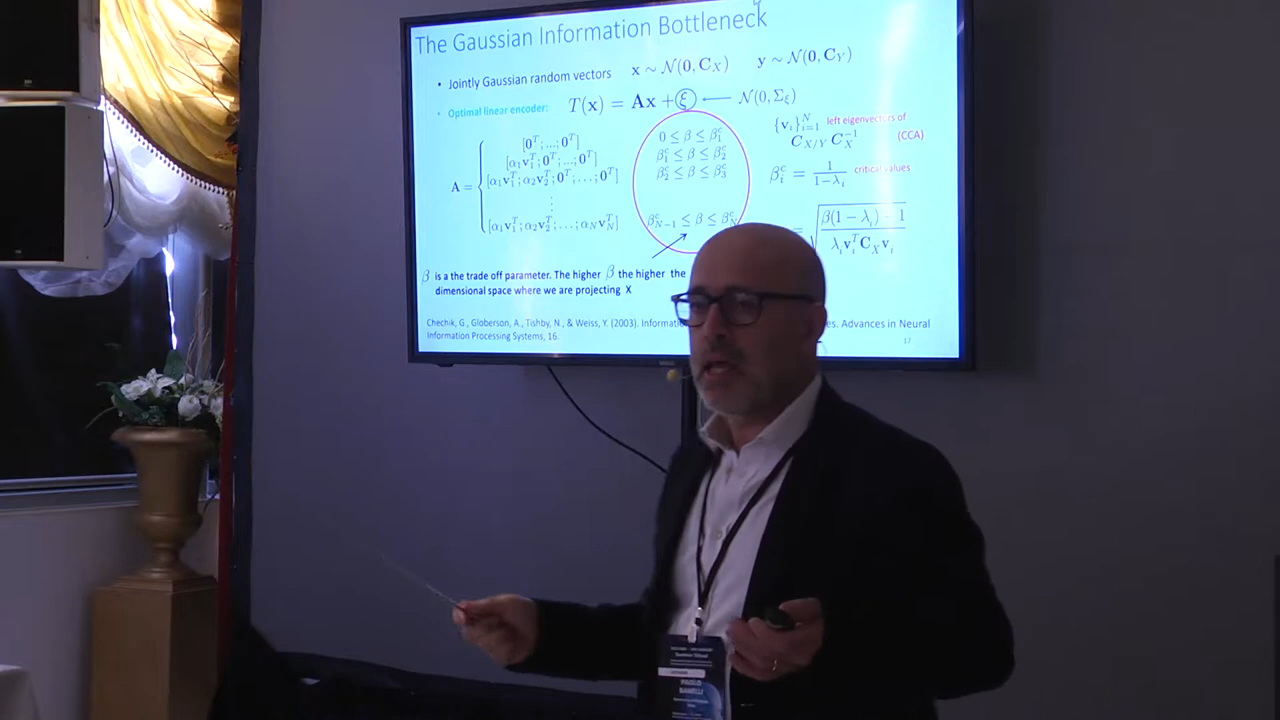 The Gaussian Information Bottleneck
• Jointly Gaussian random vectors x ∼ N(0, C_X) y ∼ N(0, C_Y)
• Optimal linear encoder: T(x) = Ax + ξ ⟵ N(0, Σ_ξ)
A = {
[0^T; ...; 0^T] 0 ≤ β ≤ β_1^c
[α_1 v_1^T; 0^T; ...; 0^T] β_1^c ≤ β ≤ β_2^c
[α_1 v_1^T; α_2 v_2^T; 0^T; ...; 0^T] β_2^c ≤ β ≤ β_3^c
⋮
[α_1 v_1^T; α_2 v_2^T; ...; α_N v_N^T] β_{N-1}^c ≤ β ≤ β_N^c
{v_i}_{i=1}^N left eigenvectors of
C_{X/Y} C_X^{-1} (CCA)
β_i^c = 1/(1-λ_i) critical values
= √((β(1-λ_i)-1)/(λ_i v_i^T C_X v_i))
β is a the trade off parameter. The higher β the higher the
dimensional space where we are projecting X
Chechik, G., Globerson, A., Tishby, N., & Weiss, Y. (2003). Advances in Neural
Information Processing Systems, 16.
17
PAOLO
BANELLI